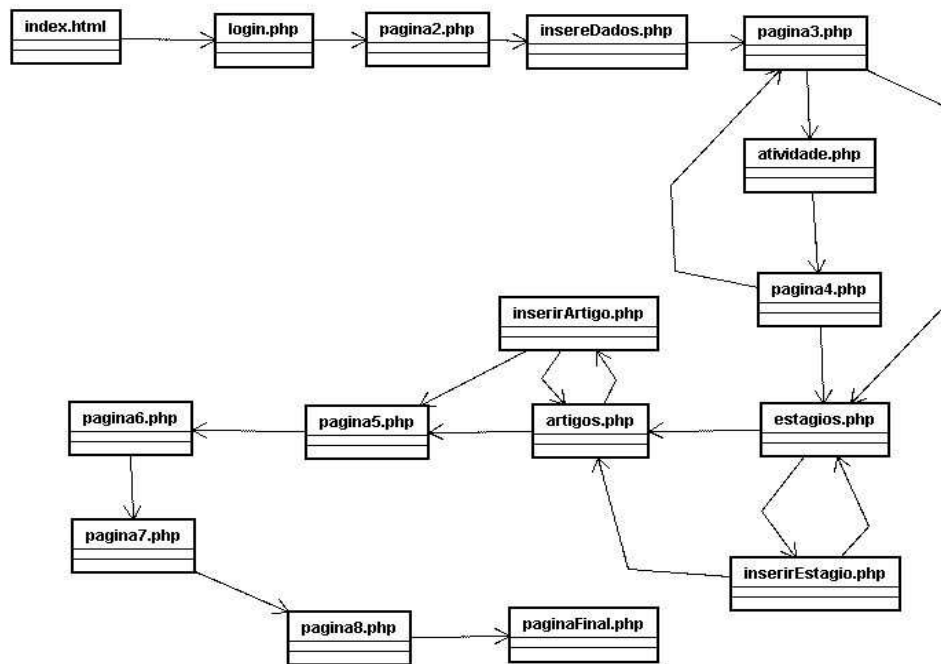 index.html
login.php
pagina2.php
insereDados.php
pagina3.php
atividade.php
pagina4.php
inserirArtigo.php
pagina6.php
pagina5.php
artigos.php
estagios.php
pagina7.php
inserirEstagio.php
pagina8.php
paginaFinal.php